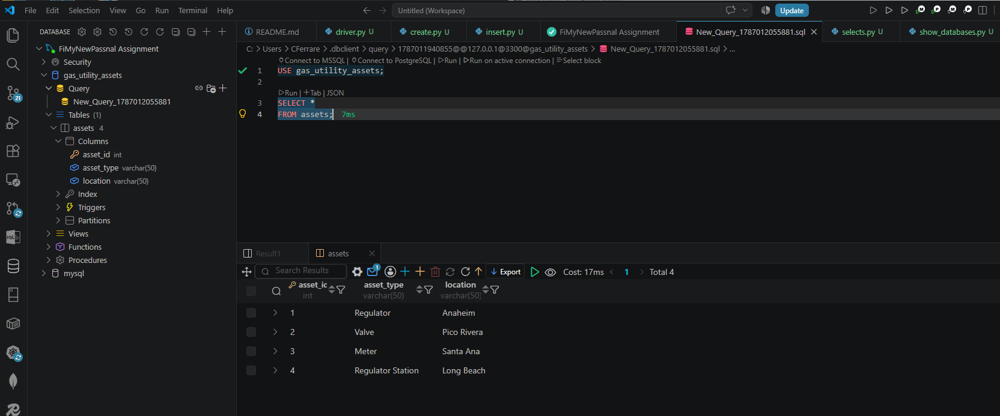 File Edit Selection View Go Run Terminal Help
Untitled (Workspace)
Update
DATABASE
FiMyNewPassnal Assignment
Security
gas_utility_assets
Query
New_Query_1787012055881
Tables (1)
assets 4
Columns
asset_id int
asset_type varchar(50)
location varchar(50)
Index
Triggers
Partitions
Views
Functions
Procedures
mysql
21
SQL
README.md
driver.py U
create.py U
insert.py U
FiMyNewPassnal Assignment
New_Query_1787012055881.sql
selects.py U
show_databases.py U
C: > Users > CFerrare > .dbclient > query > 1787011940855@@127.0.0.1@3300@gas_utility_assets > New_Query_1787012055881.sql > ...
Connect to MSSQL | Connect to PostgreSQL | Run | Run on active connection | Select block
1 USE gas_utility_assets;
2
Run | Tab | JSON
3 SELECT *
4 FROM assets; 7ms
Result1
assets
Search Results
1
Export
Cost: 17ms < 1 > Total 4
asset_ic asset_type location
int varchar(50) varchar(50)
1 Regulator Anaheim
2 Valve Pico Rivera
3 Meter Santa Ana
4 Regulator Station Long Beach